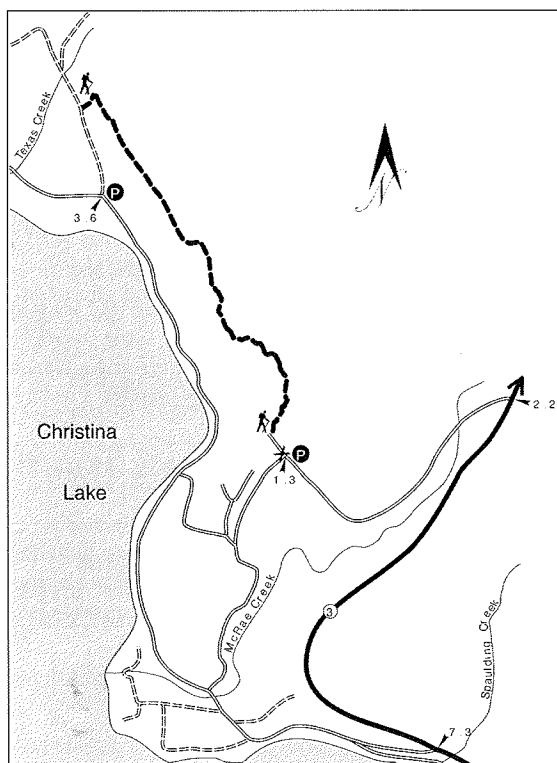 Texas Creek
P
3.6
N
Christina
Lake
2.2
P
1.3
McRae Creek
3
Spaulding Creek
7.3